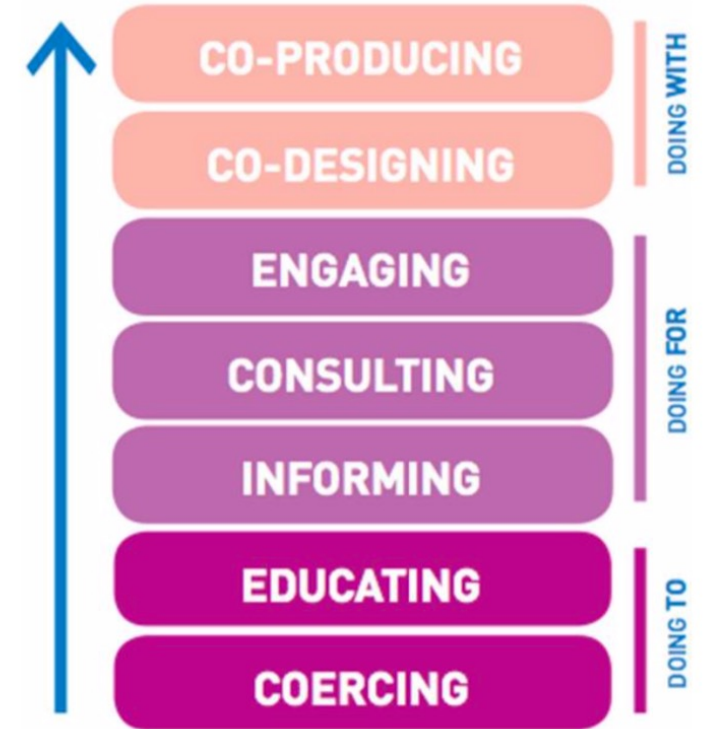 CO-PRODUCING
CO-DESIGNING
DOING WITH
ENGAGING
CONSULTING
INFORMING
DOING FOR
EDUCATING
COERCING
DOING TO